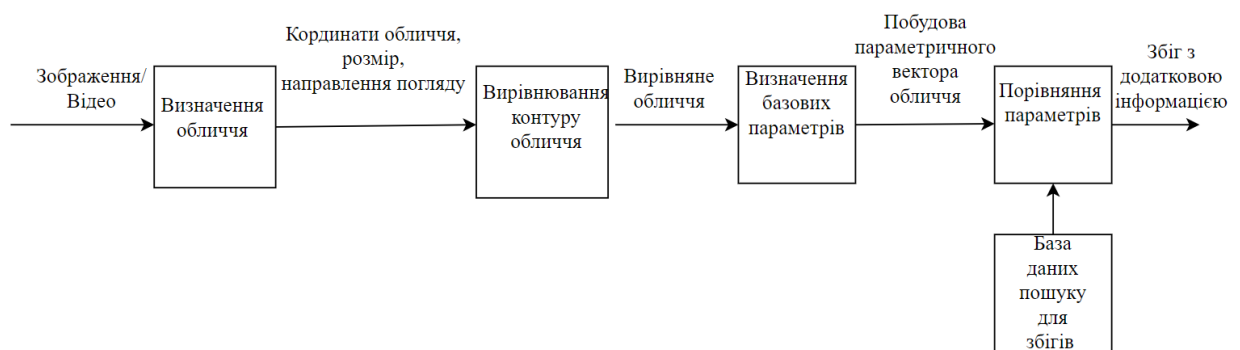 Зображення/
Відео
Визначення
обличчя
Кординати обличчя,
розмір,
направлення погляду
Вирівнювання
контуру
обличчя
Вирівняне
обличчя
Визначення
базових
параметрів
Побудова
параметричного
вектора
обличчя
Порівняння
параметрів
Збіг з
додатковою
інформацією
База
даних
пошуку
для
збігів